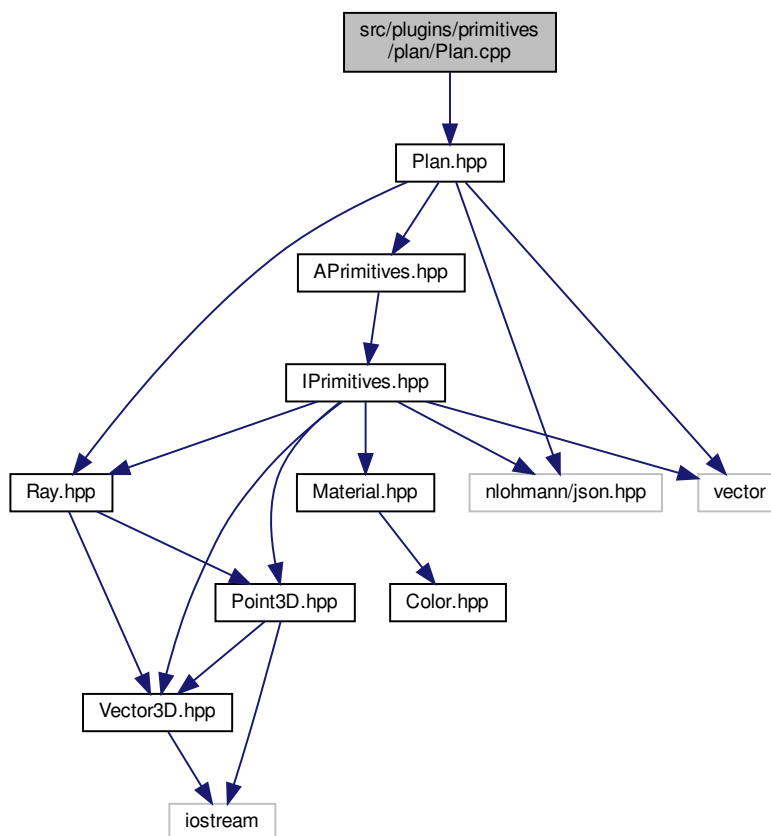 src/plugins/primitives
/plan/Plan.cpp
Plan.hpp
APrimitives.hpp
IPrimitives.hpp
Ray.hpp
Material.hpp
nlohmann/json.hpp
vector
Point3D.hpp
Color.hpp
Vector3D.hpp
iostream